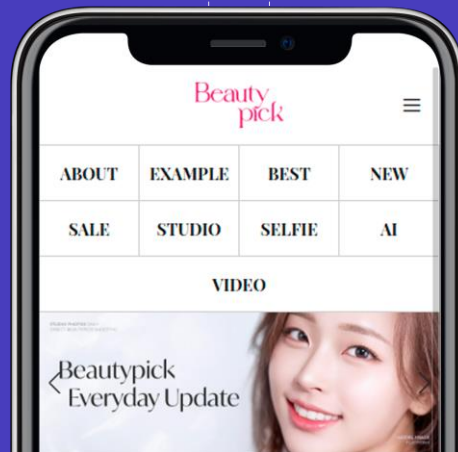 Beauty
pick
ABOUT
EXAMPLE
BEST
NEW
SALE
STUDIO
SELFIE
AI
VIDEO
Beautypick
Everyday Update